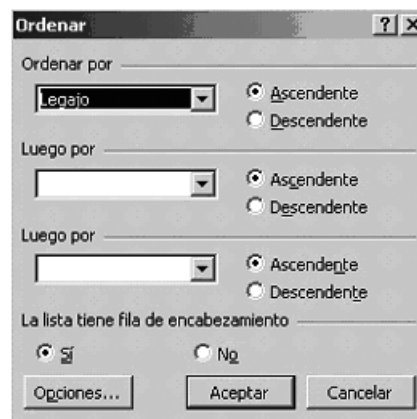 Ordenar
Ordenar por
Legajo
Ascendente
Descendente
Luego por
Ascendente
Descendente
Luego por
Ascendente
Descendente
La lista tiene fila de encabezamiento
Sí No
Opciones... Aceptar Cancelar